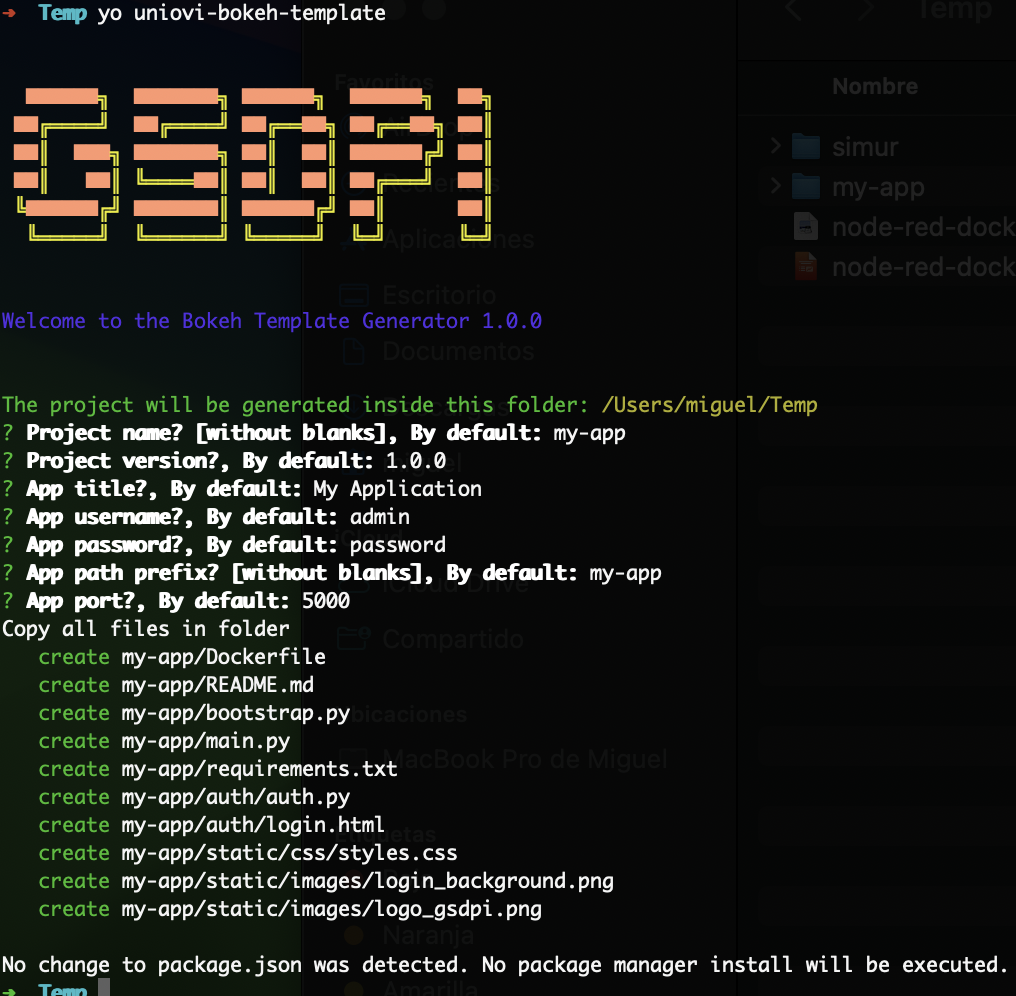 ➜ Temp yo uniovi-bokeh-template
GSDPI
Welcome to the Bokeh Template Generator 1.0.0
The project will be generated inside this folder: /Users/miguel/Temp
? Project name? [without blanks], By default: my-app
? Project version?, By default: 1.0.0
? App title?, By default: My Application
? App username?, By default: admin
? App password?, By default: password
? App path prefix? [without blanks], By default: my-app
? App port?, By default: 5000
Copy all files in folder
create my-app/Dockerfile
create my-app/README.md
create my-app/bootstrap.py
create my-app/main.py
create my-app/requirements.txt
create my-app/auth/auth.py
create my-app/auth/login.html
create my-app/static/css/styles.css
create my-app/static/images/login_background.png
create my-app/static/images/logo_gsdpi.png
No change to package.json was detected. No package manager install will be executed.
➜ Temp
Favoritos
Aplicaciones
Escritorio
Documentos
iCloud Drive
Compartido
MacBook Pro de Miguel
Naranja
Amarilla
Temp
Nombre
simur
my-app
node-red-dock
node-red-dock